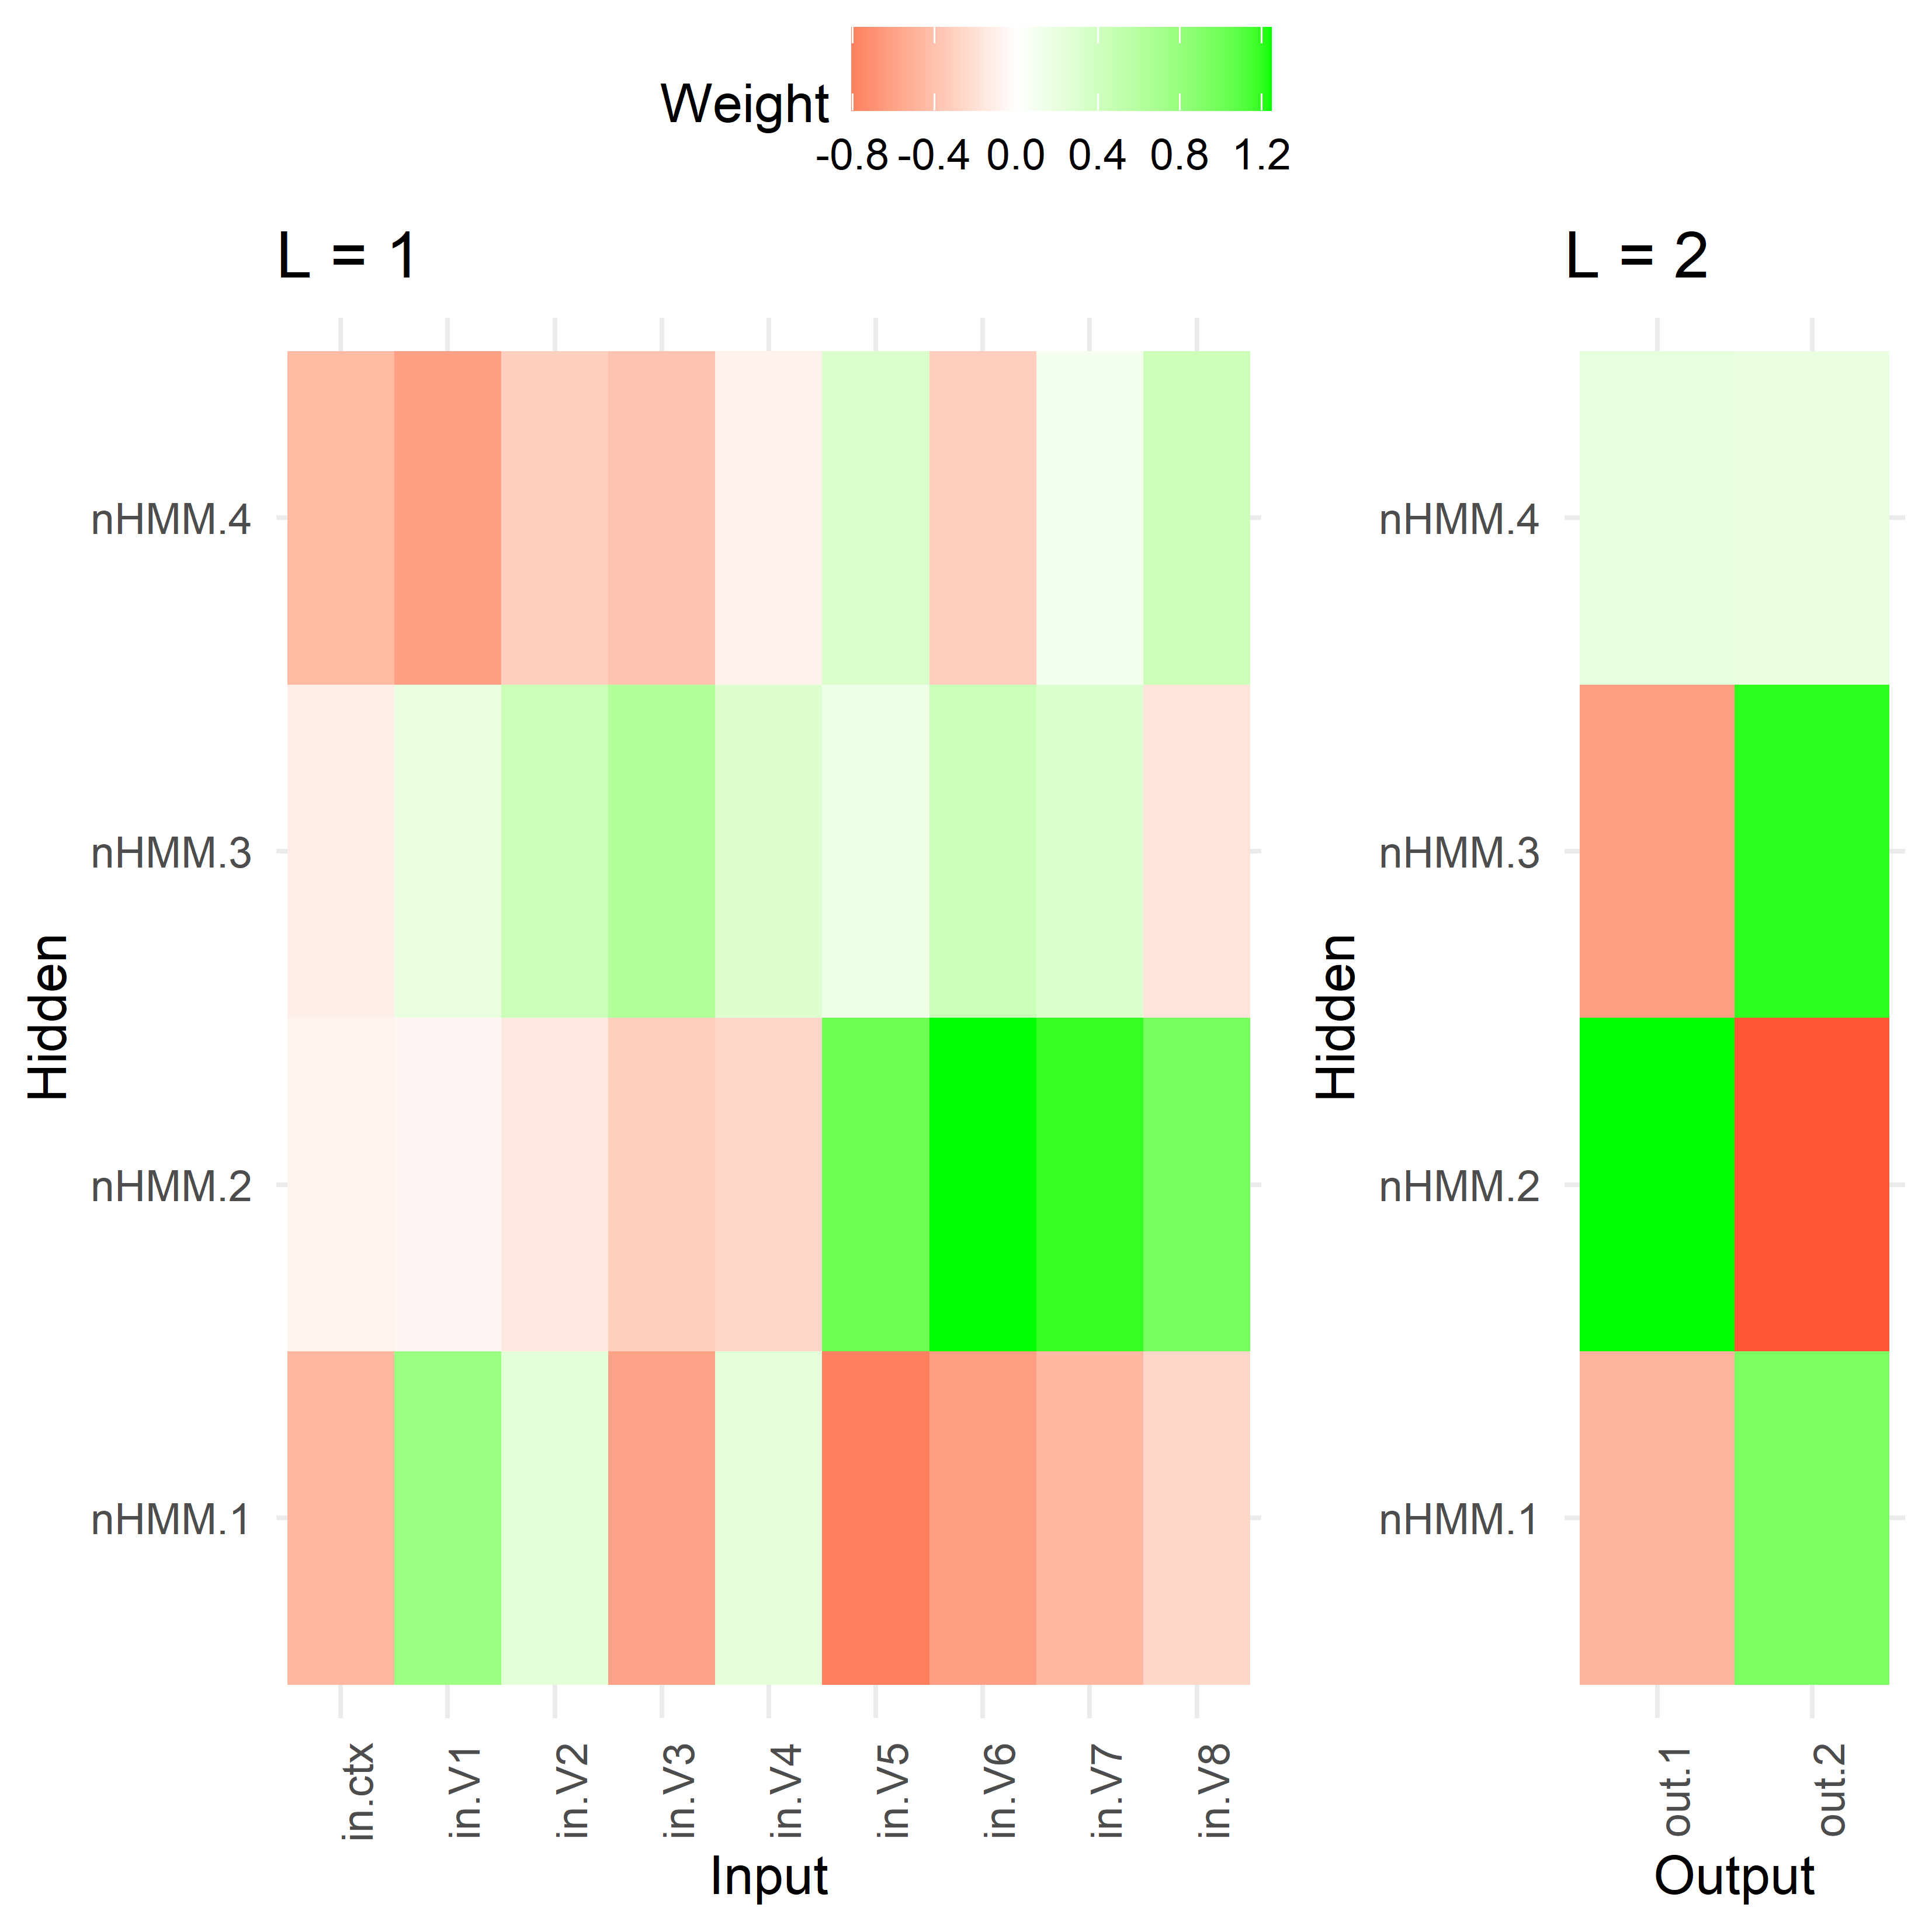 Weight
-0.8 -0.4 0.0 0.4 0.8 1.2
L = 1
Hidden
nHMM.4
nHMM.3
nHMM.2
nHMM.1
in.ctx in.V1 in.V2 in.V3 in.V4 in.V5 in.V6 in.V7 in.V8
Input
L = 2
Hidden
nHMM.4
nHMM.3
nHMM.2
nHMM.1
out.1 out.2
Output